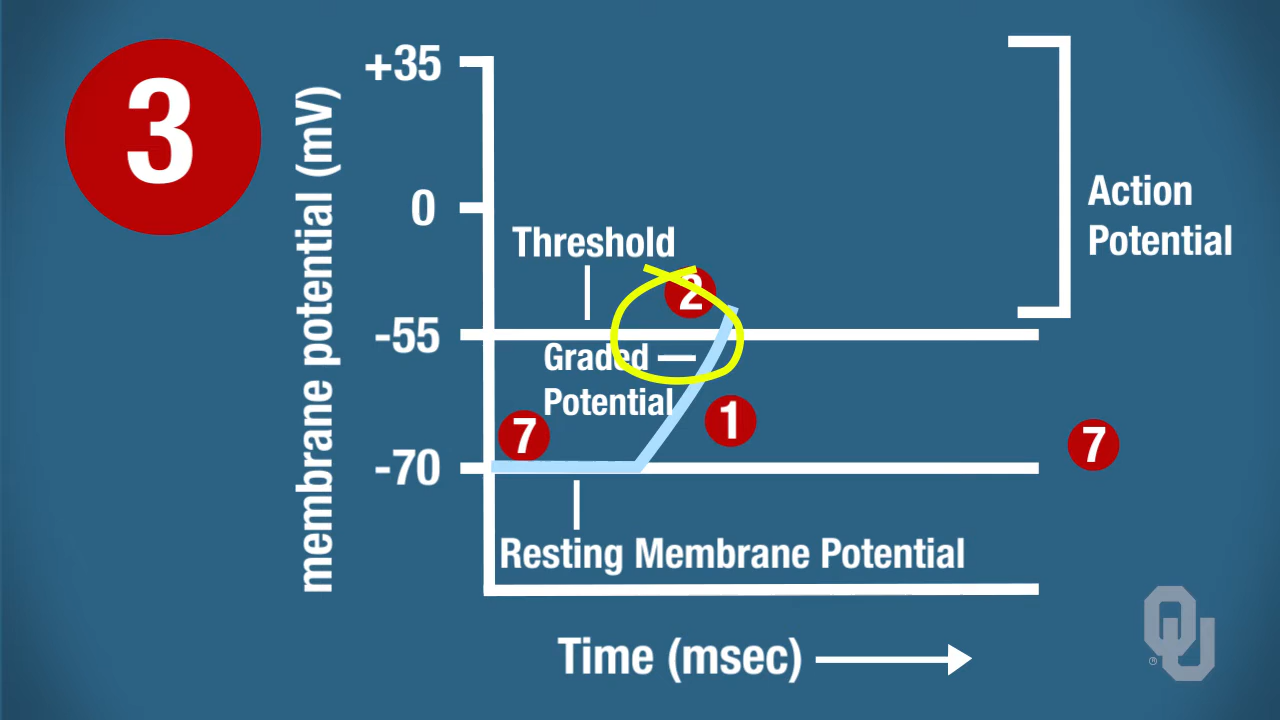 3
membrane potential (mV)
+35
0
-55
-70
Threshold
2
Graded
Potential
1
7
7
Action
Potential
Resting Membrane Potential
Time (msec)
OU
®